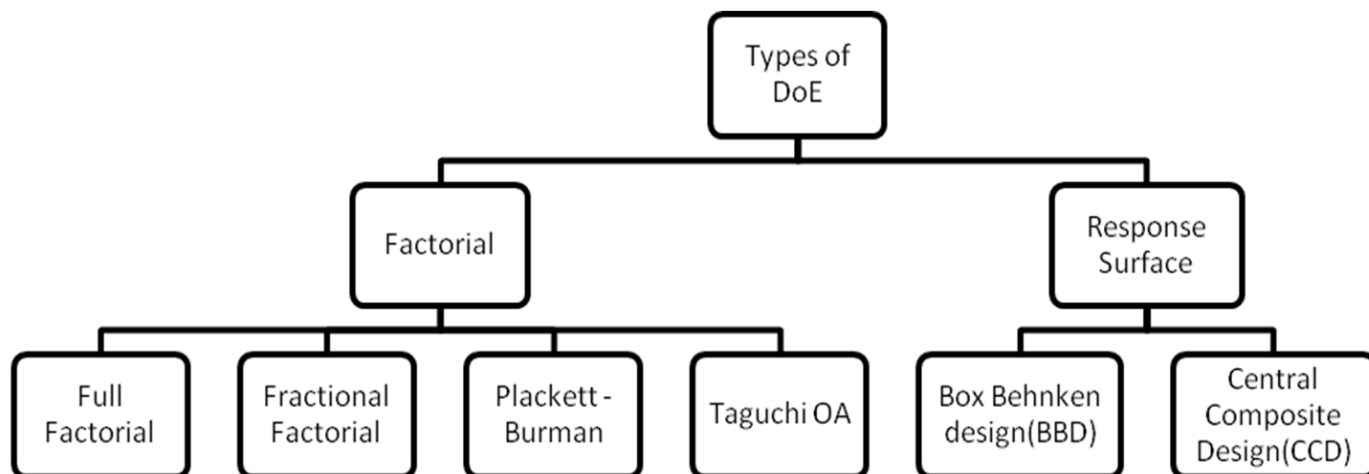 Types of
DoE
Factorial
Response
Surface
Full
Factorial
Fractional
Factorial
Plackett -
Burman
Taguchi OA
Box Behnken
design(BBD)
Central
Composite
Design(CCD)